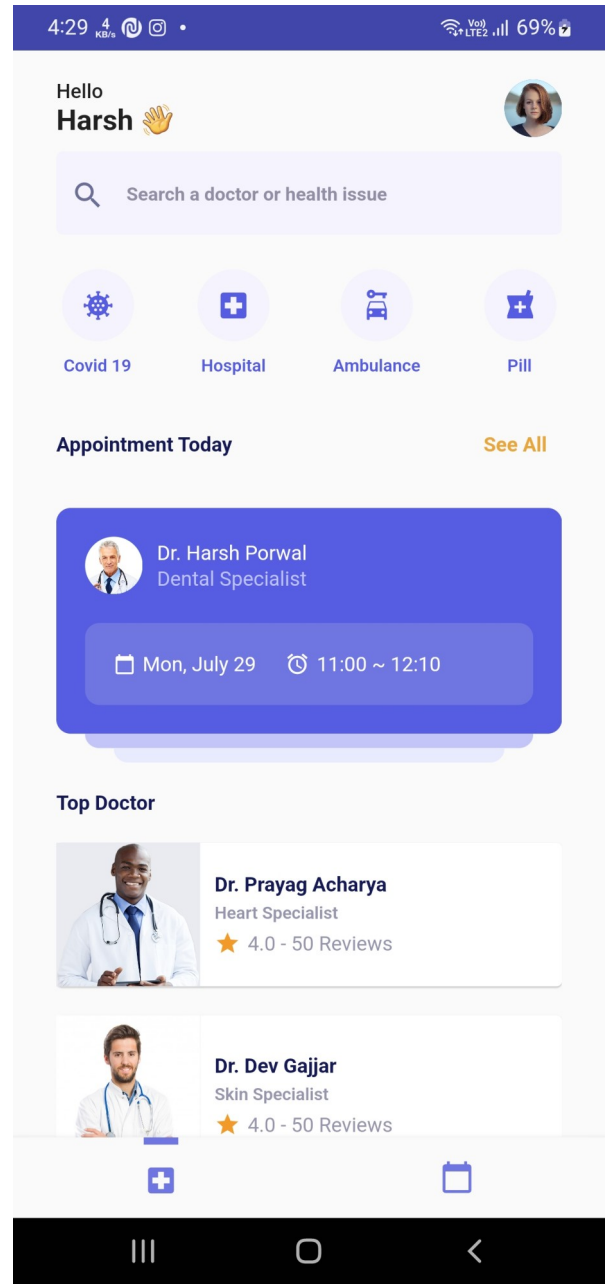 4:29 4 KB/s Vo)) LTE2 69%
Hello
Harsh 👋
Search a doctor or health issue
Covid 19 Hospital Ambulance Pill
Appointment Today See All
Dr. Harsh Porwal
Dental Specialist
Mon, July 29 11:00 ~ 12:10
Top Doctor
Dr. Prayag Acharya
Heart Specialist
4.0 - 50 Reviews
Dr. Dev Gajjar
Skin Specialist
4.0 - 50 Reviews